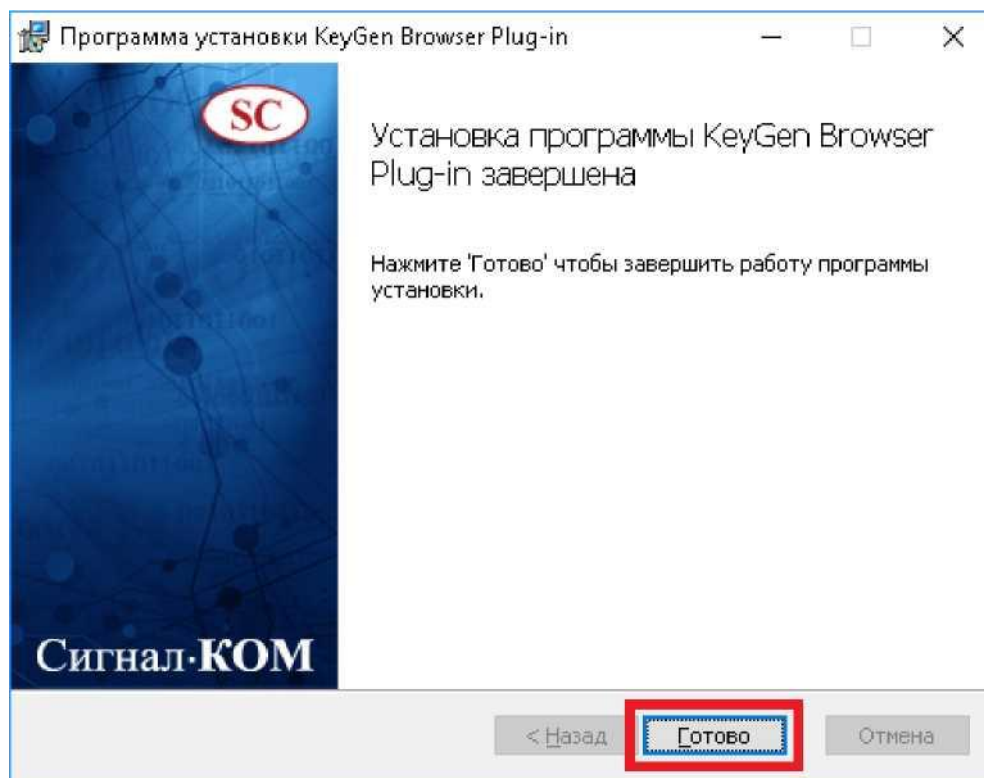 Программа установки KeyGen Browser Plug-in
SC
Установка программы KeyGen Browser
Plug-in завершена
Нажмите 'Готово' чтобы завершить работу программы
установки.
Сигнал·КОМ
< Назад
Готово
Отмена